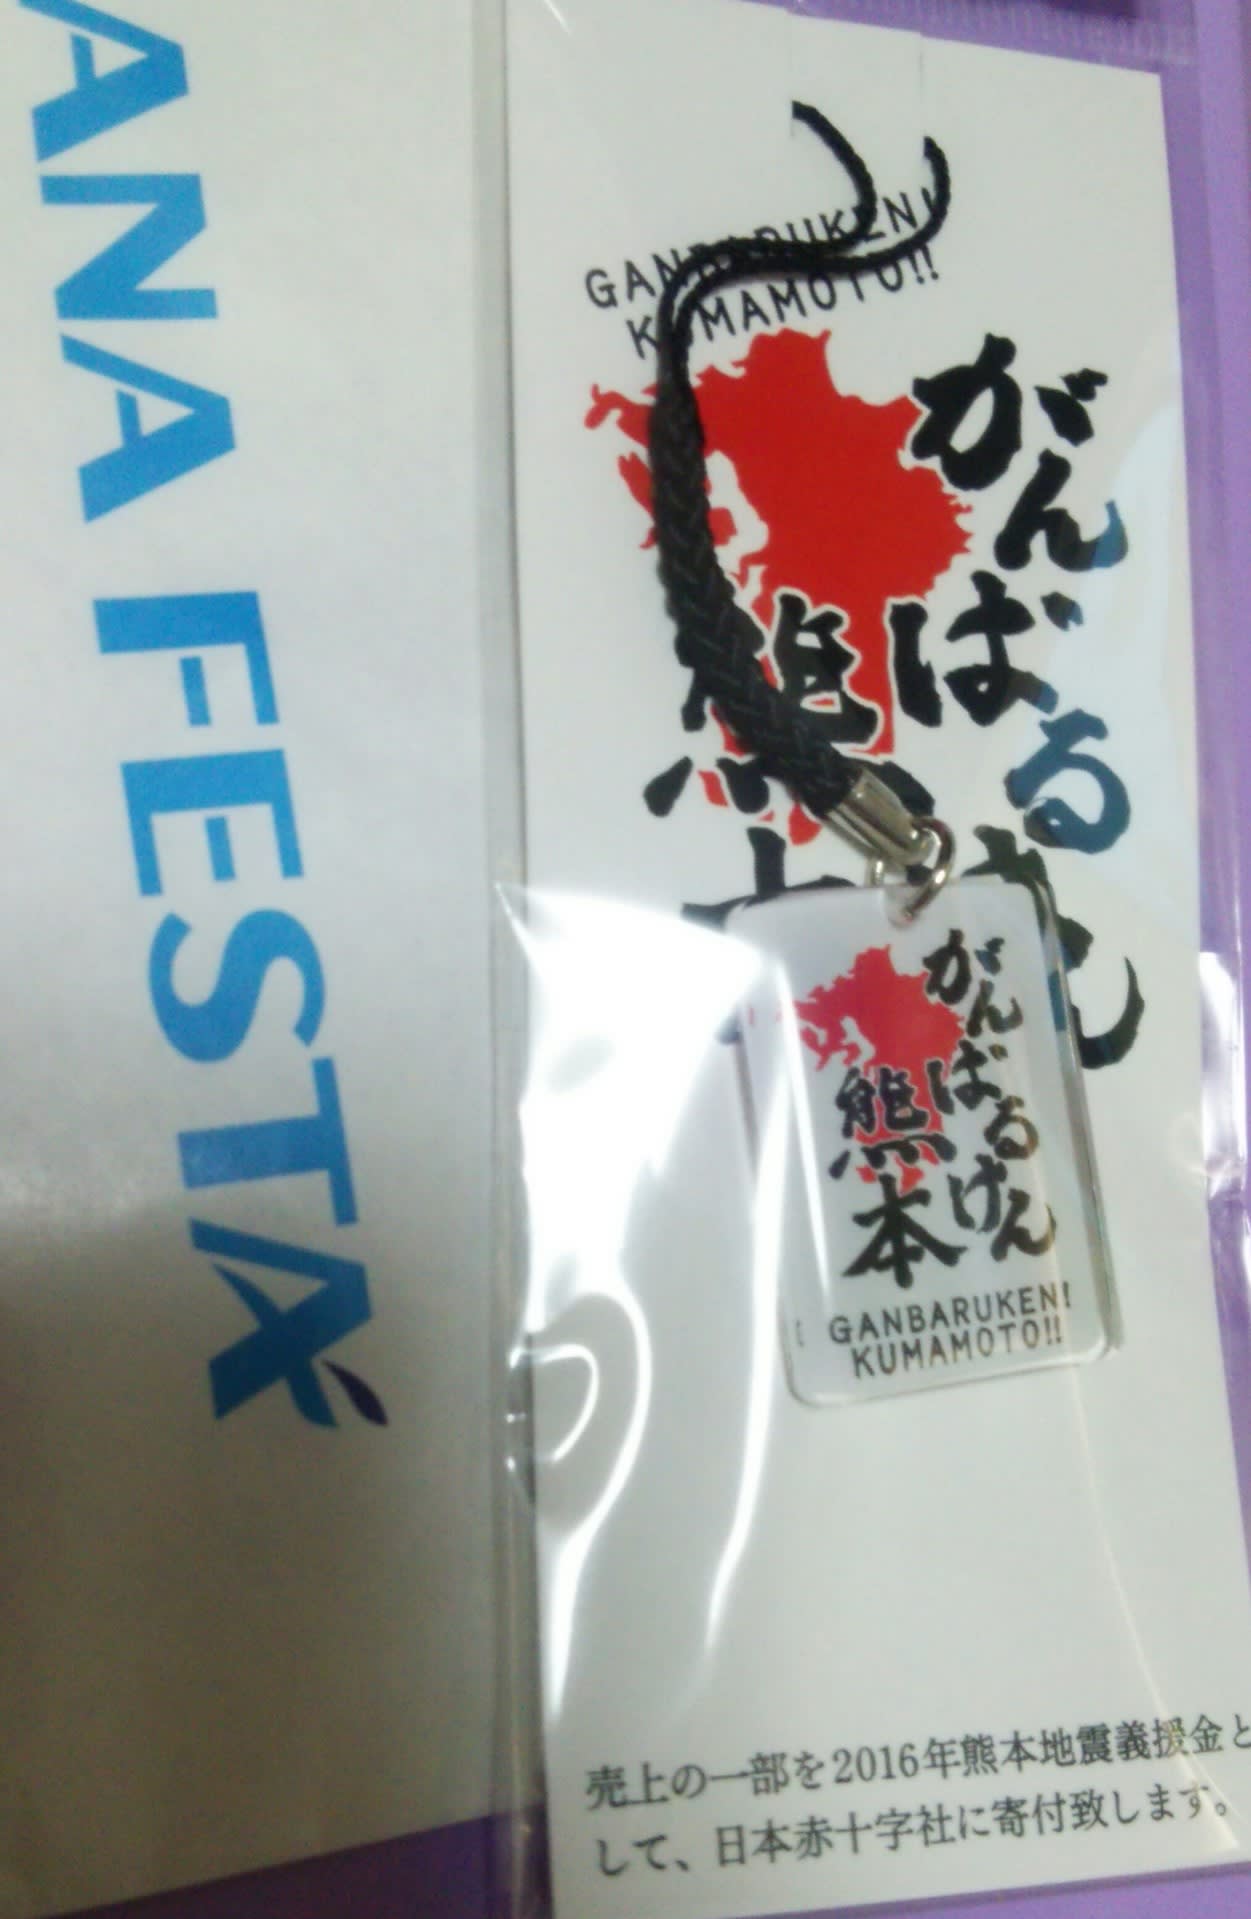 ANA FESTA
GANBARUKEN!
KUMAMOTO!!
がんばるけん
熊本
がんばるけん
熊本
GANBARUKEN!
KUMAMOTO!!
売上の一部を2016年熊本地震義援金と
して、日本赤十字社に寄付致します。